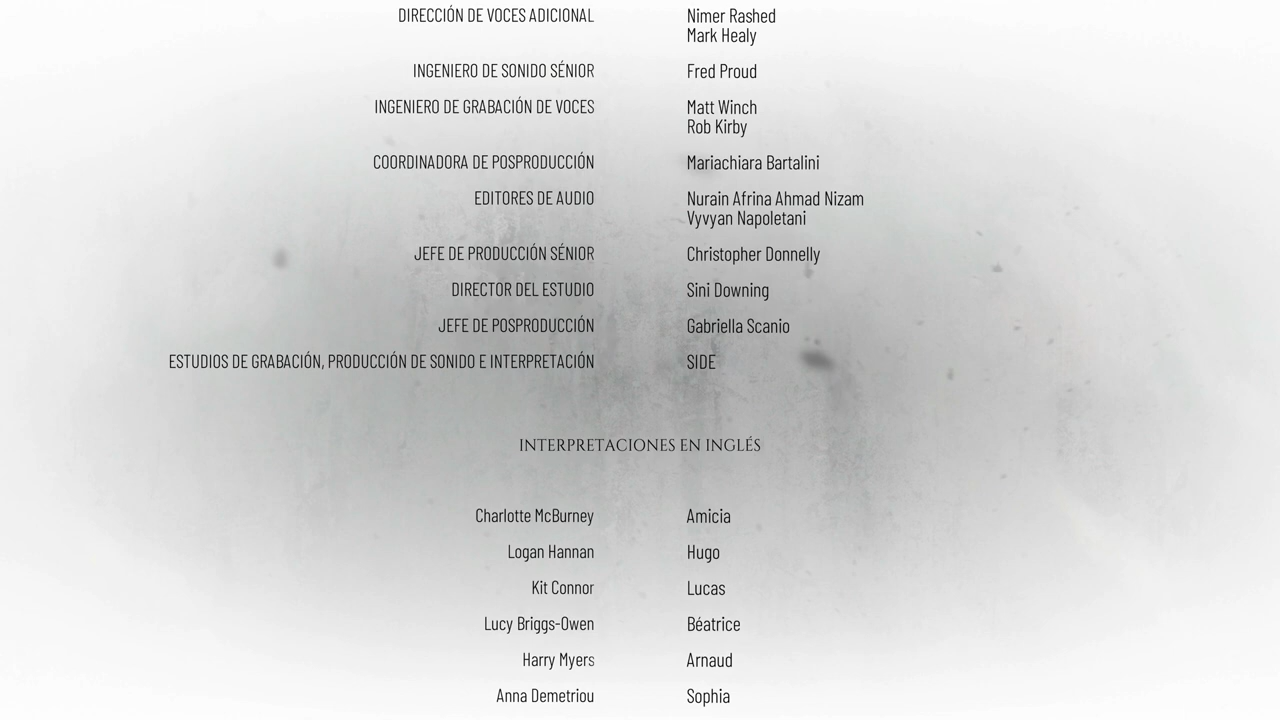 DIRECCIÓN DE VOCES ADICIONAL Nimer Rashed
Mark Healy
INGENIERO DE SONIDO SÉNIOR Fred Proud
INGENIERO DE GRABACIÓN DE VOCES Matt Winch
Rob Kirby
COORDINADORA DE POSPRODUCCIÓN Mariachiara Bartalini
EDITORES DE AUDIO Nurain Afrina Ahmad Nizam
Vyvyan Napoletani
JEFE DE PRODUCCIÓN SÉNIOR Christopher Donnelly
DIRECTOR DEL ESTUDIO Sini Downing
JEFE DE POSPRODUCCIÓN Gabriella Scanio
ESTUDIOS DE GRABACIÓN, PRODUCCIÓN DE SONIDO E INTERPRETACIÓN SIDE
INTERPRETACIONES EN INGLÉS
Charlotte McBurney Amicia
Logan Hannan Hugo
Kit Connor Lucas
Lucy Briggs-Owen Béatrice
Harry Myers Arnaud
Anna Demetriou Sophia